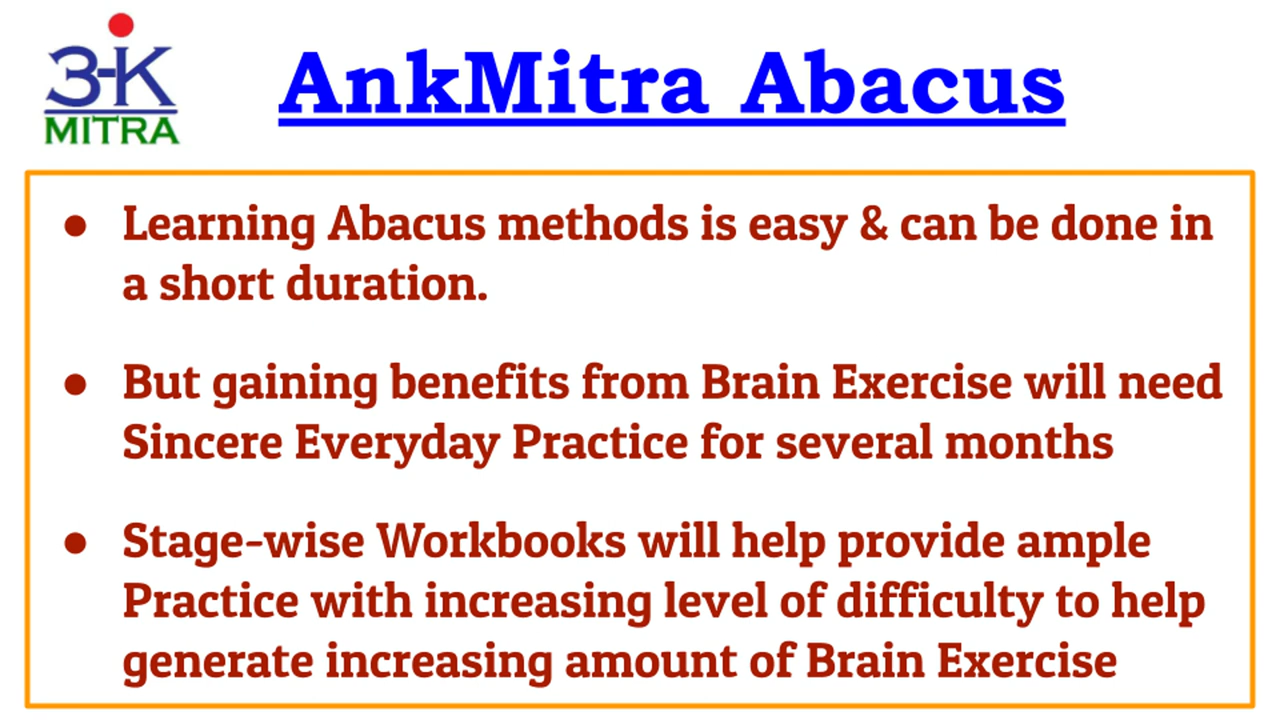 3-K
MITRA
AnkMitra Abacus
● Learning Abacus methods is easy & can be done in
a short duration.
● But gaining benefits from Brain Exercise will need
Sincere Everyday Practice for several months
● Stage-wise Workbooks will help provide ample
Practice with increasing level of difficulty to help
generate increasing amount of Brain Exercise